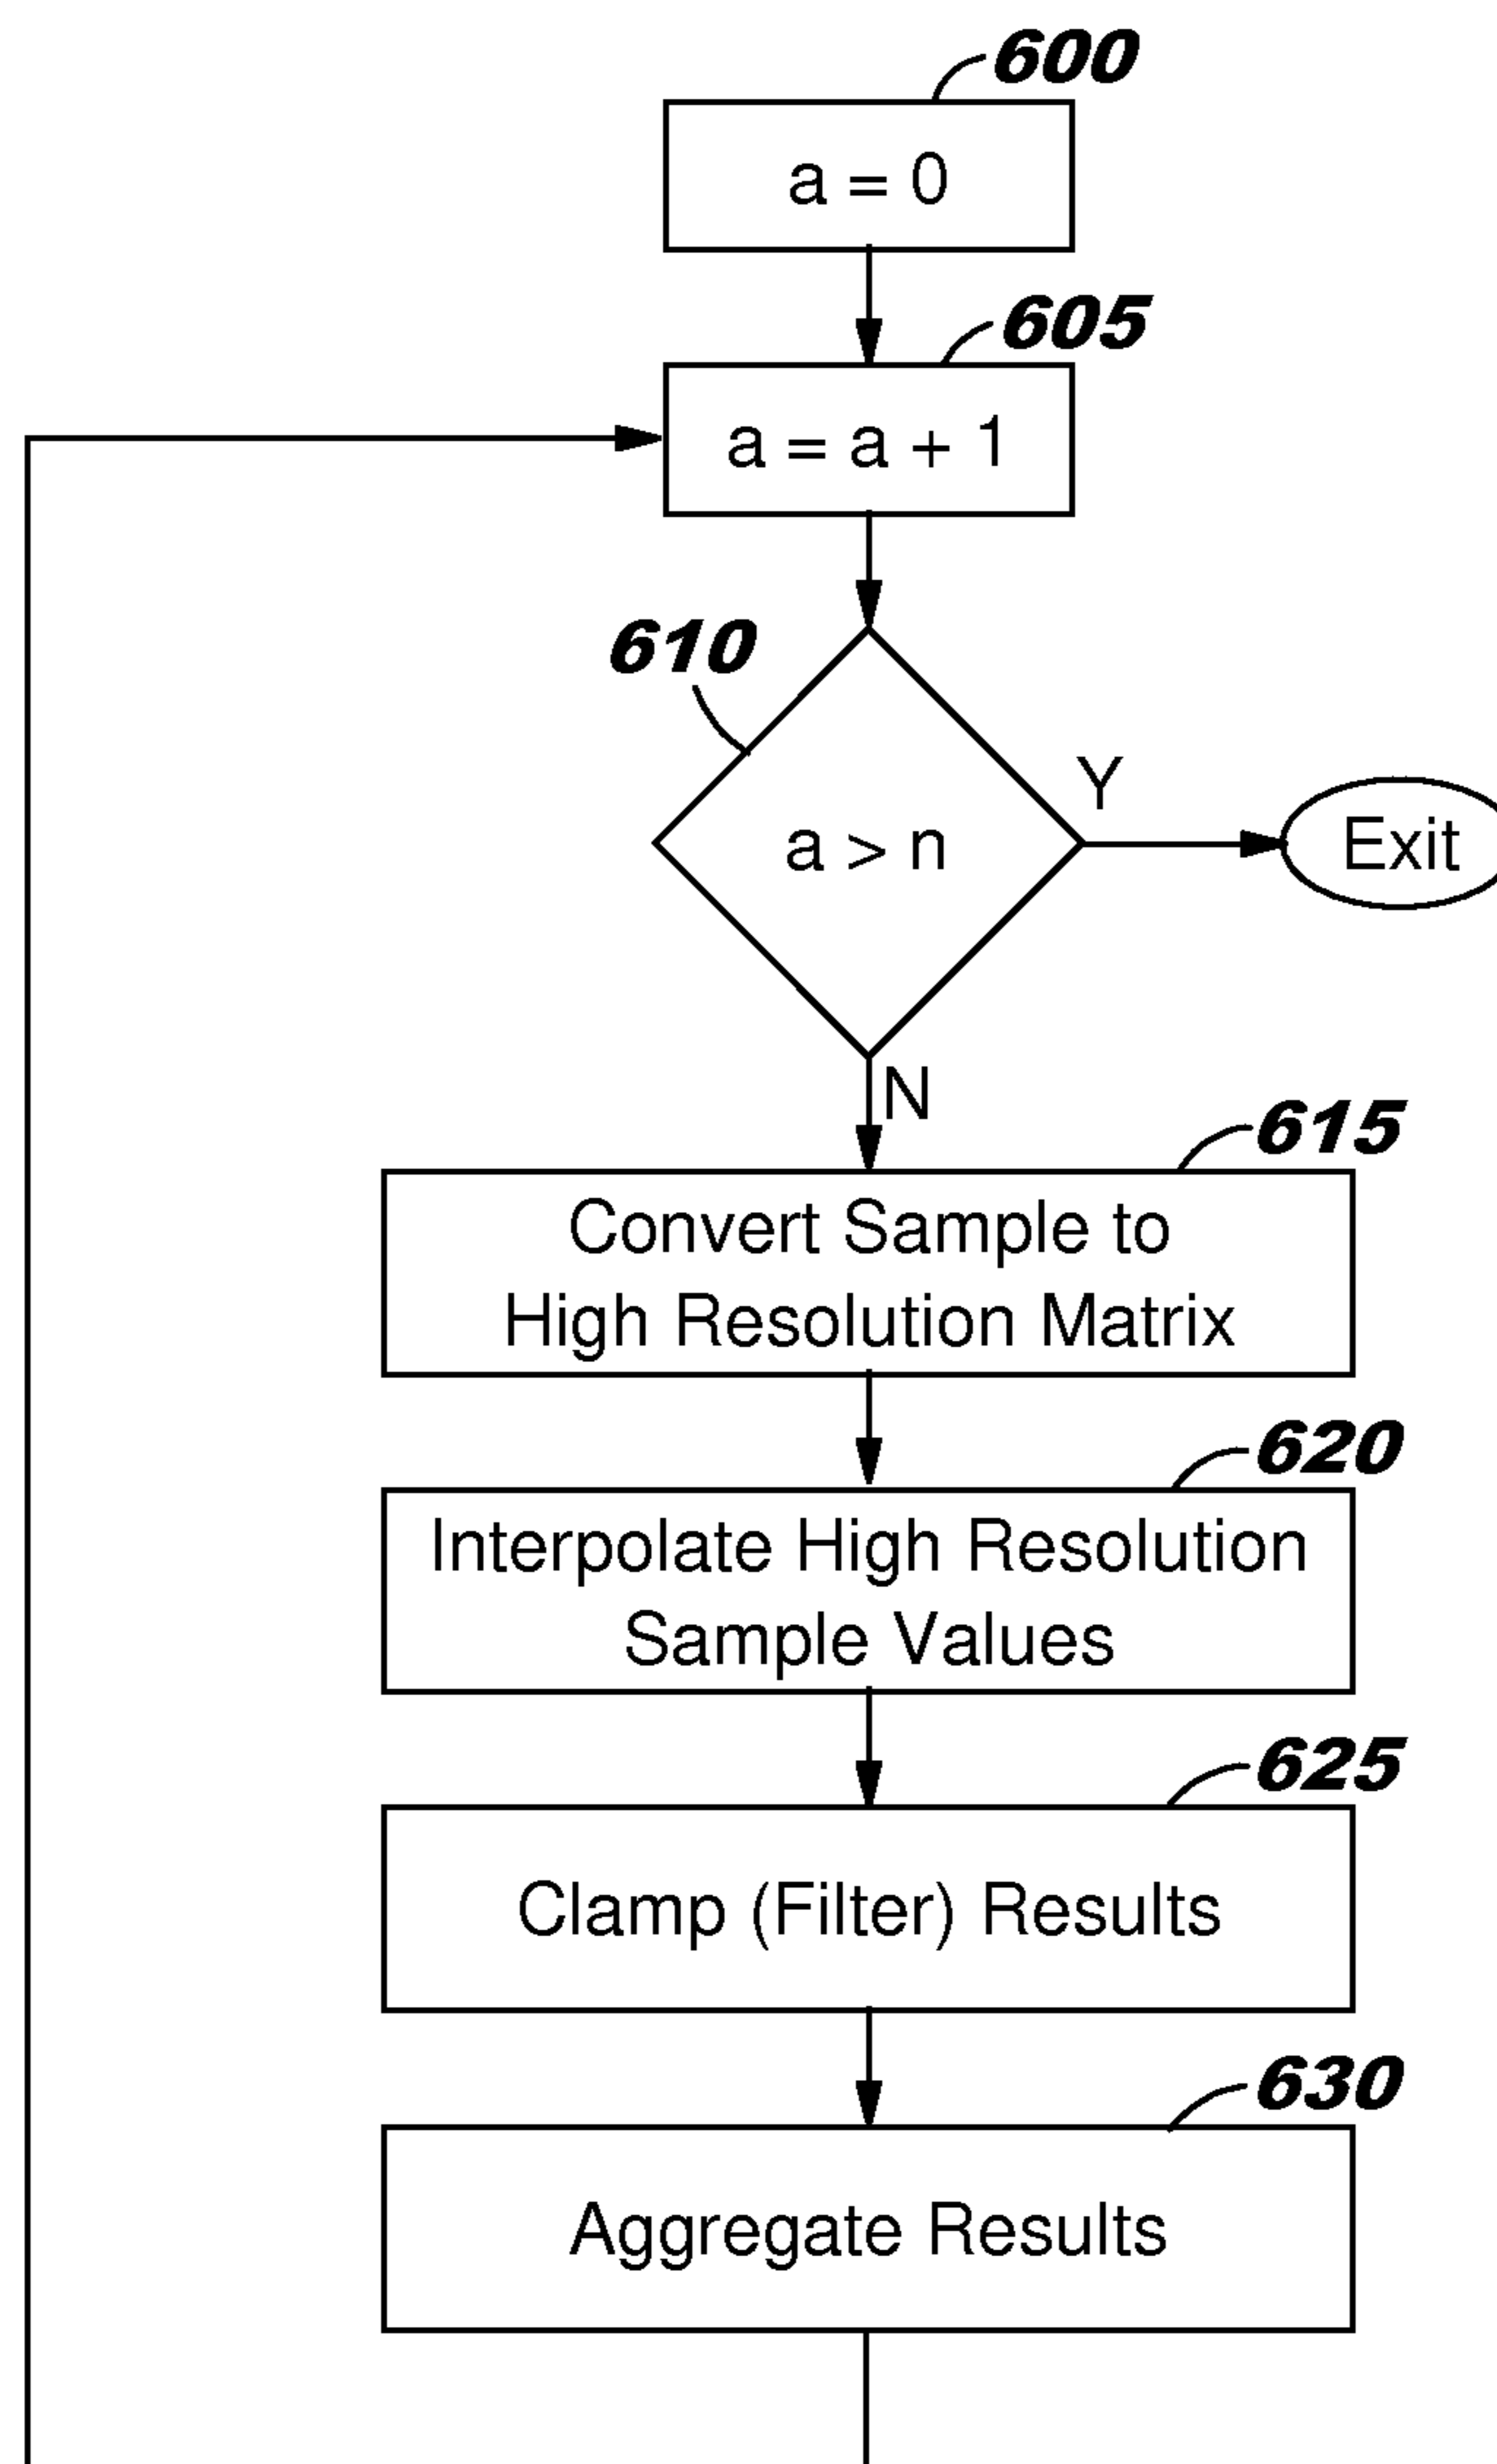 600
a = 0
605
a = a + 1
610
a > n
Y
Exit
N
615
Convert Sample to
High Resolution Matrix
620
Interpolate High Resolution
Sample Values
625
Clamp (Filter) Results
630
Aggregate Results